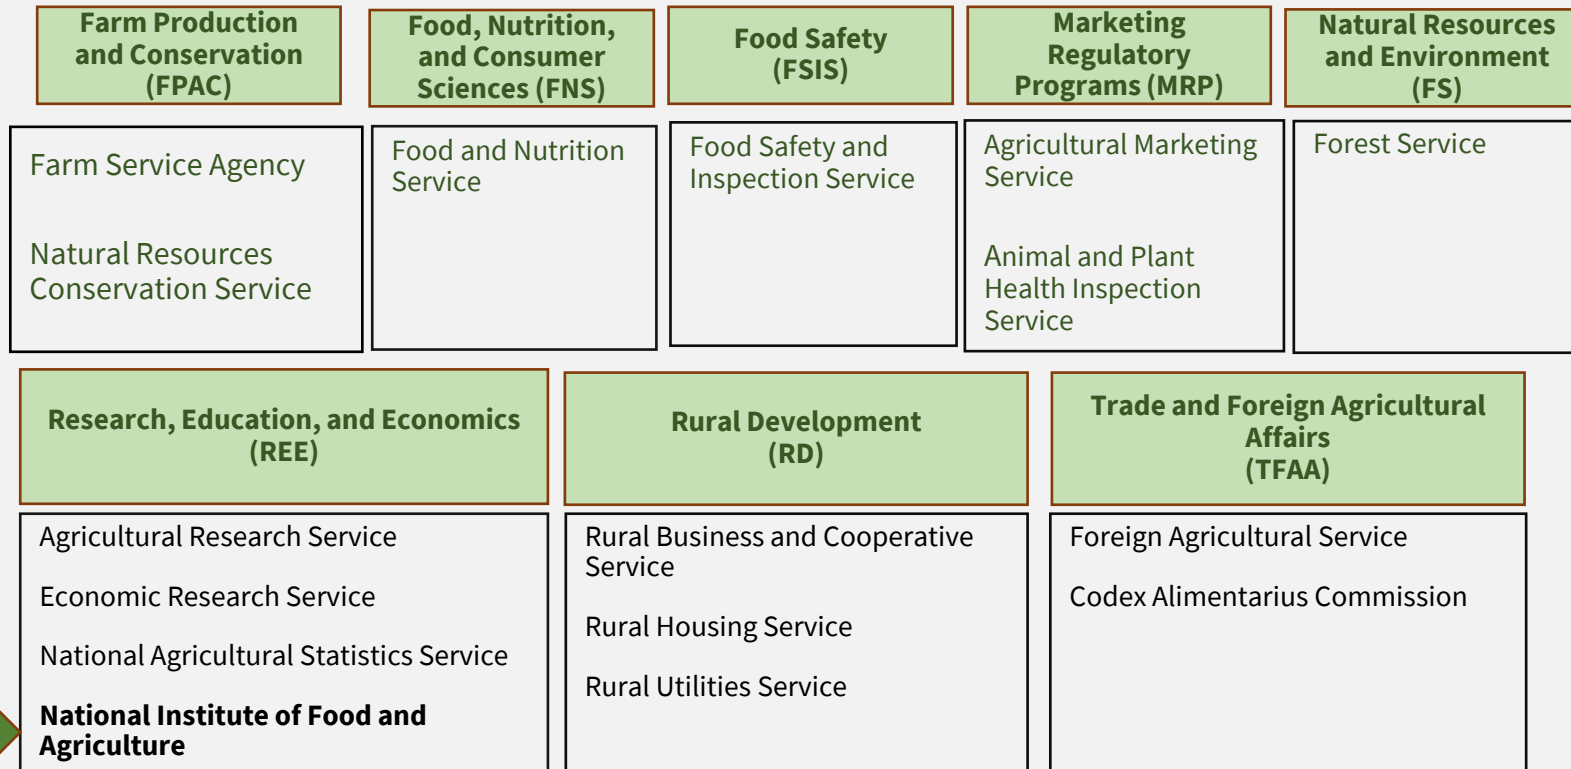 Farm Production
and Conservation
(FPAC)
Food, Nutrition,
and Consumer
Sciences (FNS)
Food Safety
(FSIS)
Marketing
Regulatory
Programs (MRP)
Natural Resources
and Environment
(FS)
Farm Service Agency
Natural Resources
Conservation Service
Food and Nutrition
Service
Food Safety and
Inspection Service
Agricultural Marketing
Service
Animal and Plant
Health Inspection
Service
Forest Service
Research, Education, and Economics
(REE)
Rural Development
(RD)
Trade and Foreign Agricultural
Affairs
(TFAA)
Agricultural Research Service
Economic Research Service
National Agricultural Statistics Service
National Institute of Food and
Agriculture
Rural Business and Cooperative
Service
Rural Housing Service
Rural Utilities Service
Foreign Agricultural Service
Codex Alimentarius Commission